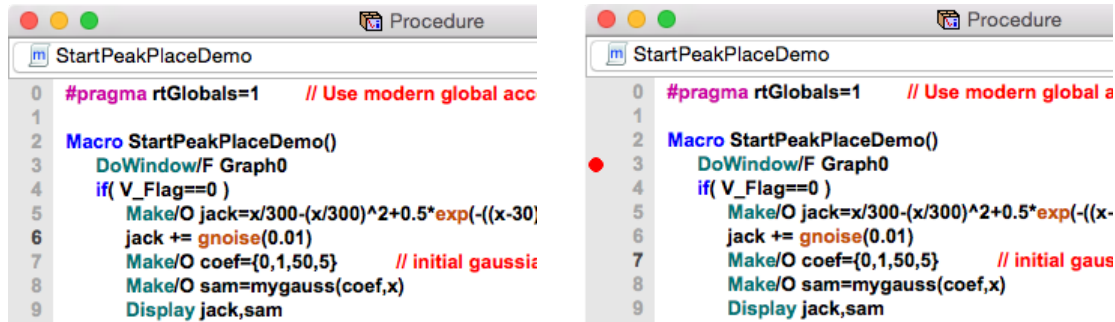 Procedure
StartPeakPlaceDemo
0 #pragma rtGlobals=1 // Use modern global acc
1
2 Macro StartPeakPlaceDemo()
3 DoWindow/F Graph0
4 if( V_Flag==0 )
5 Make/O jack=x/300-(x/300)^2+0.5*exp(-((x-30)
6 jack += gnoise(0.01)
7 Make/O coef={0,1,50,5} // initial gaussia
8 Make/O sam=mygauss(coef,x)
9 Display jack,sam
Procedure
StartPeakPlaceDemo
0 #pragma rtGlobals=1 // Use modern global a
1
2 Macro StartPeakPlaceDemo()
3 DoWindow/F Graph0
4 if( V_Flag==0 )
5 Make/O jack=x/300-(x/300)^2+0.5*exp(-((x-
6 jack += gnoise(0.01)
7 Make/O coef={0,1,50,5} // initial gaus
8 Make/O sam=mygauss(coef,x)
9 Display jack,sam